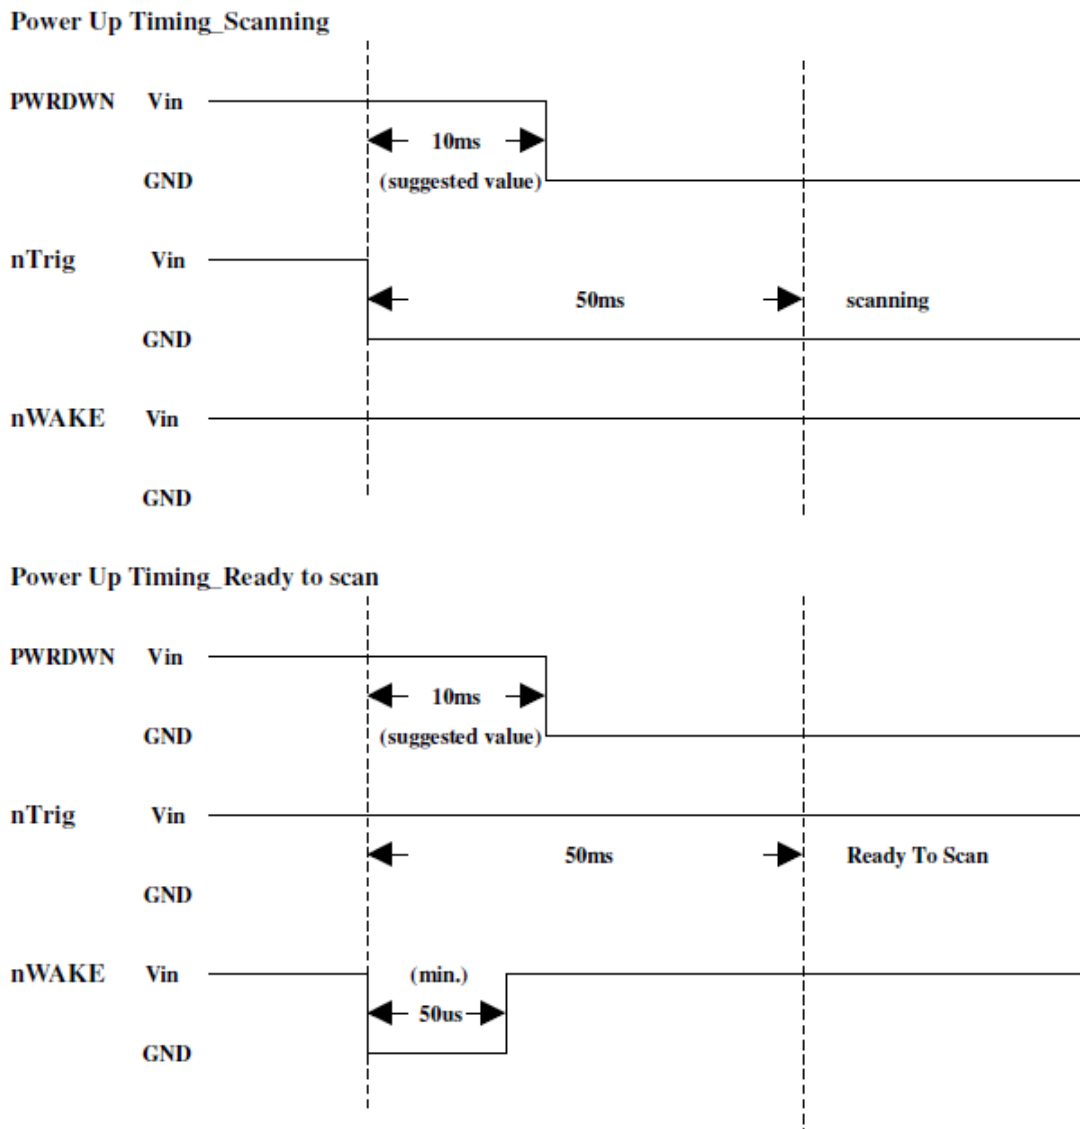 Power Up Timing_Scanning
PWRDWN Vin
10ms
GND (suggested value)
nTrig Vin
50ms scanning
GND
nWAKE Vin
GND
Power Up Timing_Ready to scan
PWRDWN Vin
10ms
GND (suggested value)
nTrig Vin
50ms Ready To Scan
GND
nWAKE Vin (min.)
50us
GND